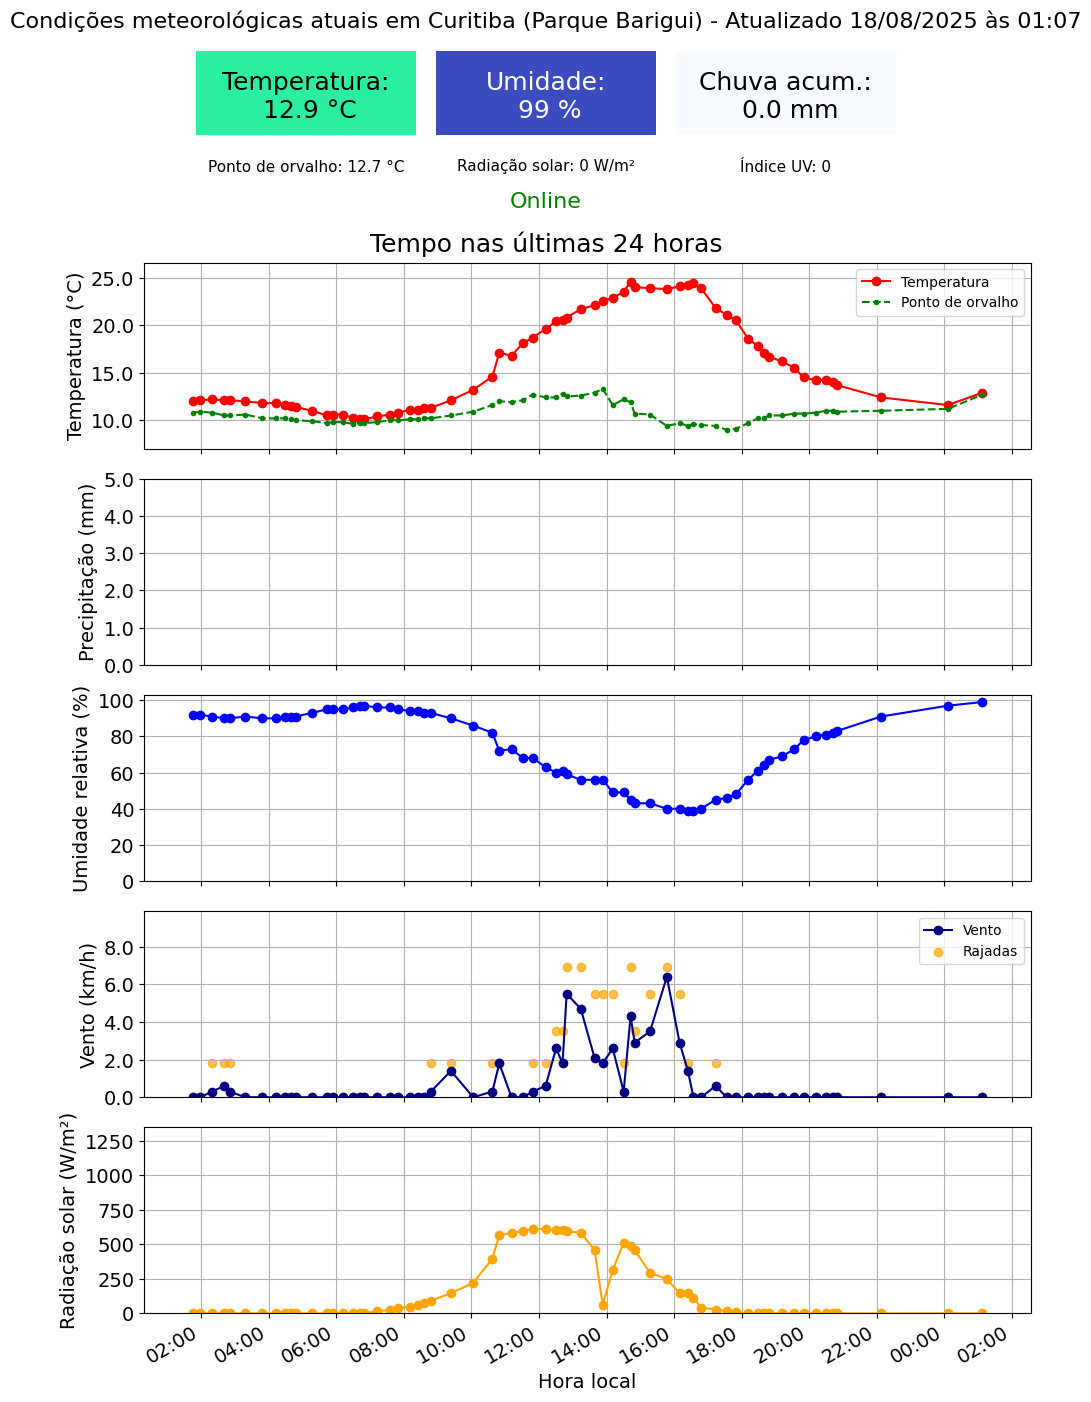 Condições meteorológicas atuais em Curitiba (Parque Barigui) - Atualizado 18/08/2025 às 01:07
Temperatura:
12.9 °C
Umidade:
99 %
Chuva acum.:
0.0 mm
Ponto de orvalho: 12.7 °C
Radiação solar: 0 W/m²
Índice UV: 0
Online
Tempo nas últimas 24 horas
Temperatura (°C)
25.0
20.0
15.0
10.0
Temperatura
Ponto de orvalho
Precipitação (mm)
5.0
4.0
3.0
2.0
1.0
0.0
Umidade relativa (%)
100
80
60
40
20
0
Vento (km/h)
8.0
6.0
4.0
2.0
0.0
Vento
Rajadas
Radiação solar (W/m²)
1250
1000
750
500
250
0
02:00
04:00
06:00
08:00
10:00
12:00
14:00
16:00
18:00
20:00
22:00
00:00
02:00
Hora local